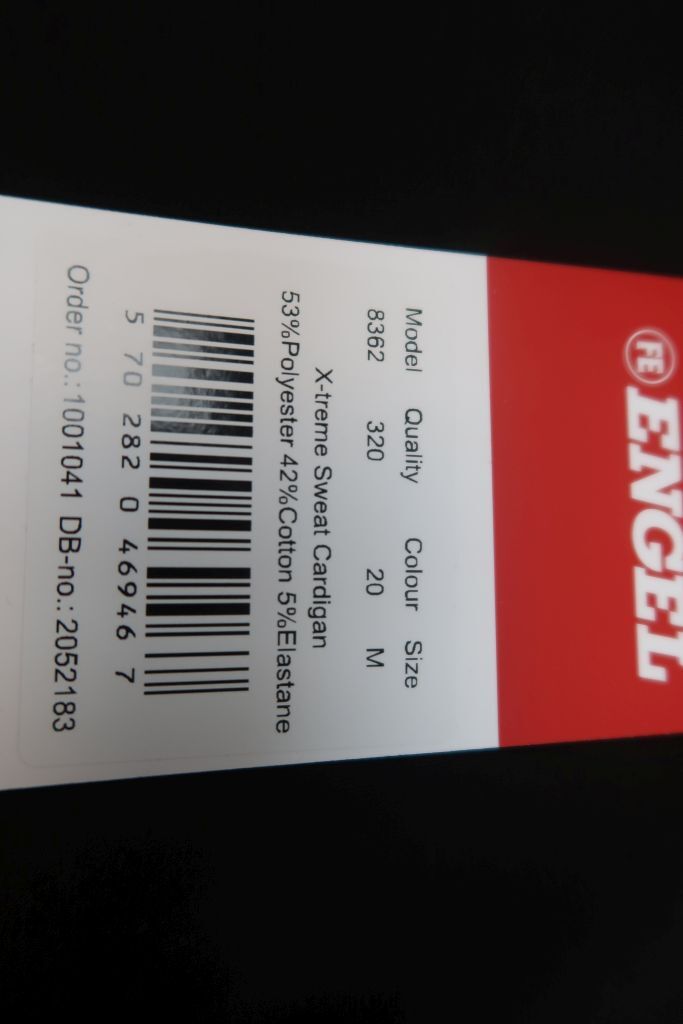 FE ENGEL
Model Quality Colour Size
8362 320 20 M
X-treme Sweat Cardigan
53%Polyester 42%Cotton 5%Elastane
5 70 282 0 46946 7
Order no.: 1001041 DB-no.: 2052183